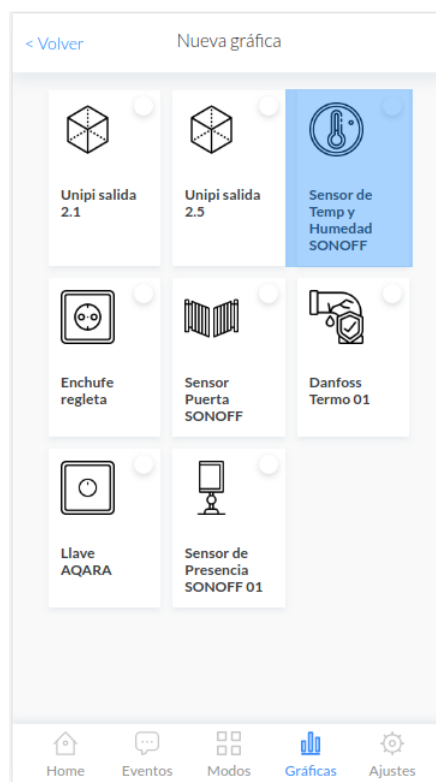 < Volver
Nueva gráfica
Unipi salida
2.1
Unipi salida
2.5
Sensor de
Temp y
Humedad
SONOFF
Enchufe
regleta
Sensor
Puerta
SONOFF
Danfoss
Termo 01
Llave
AQARA
Sensor de
Presencia
SONOFF 01
Home
Eventos
Modos
Gráficas
Ajustes